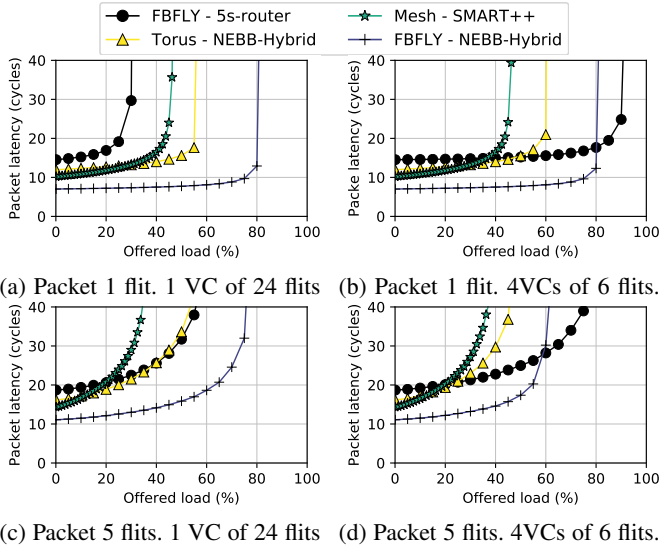 FBFLY - 5s-router
Mesh - SMART++
Torus - NEBB-Hybrid
FBFLY - NEBB-Hybrid
Packet latency (cycles)
40
30
20
10
0
0 20 40 60 80 100
Offered load (%)
(a) Packet 1 flit. 1 VC of 24 flits
Packet latency (cycles)
40
30
20
10
0
0 20 40 60 80 100
Offered load (%)
(b) Packet 1 flit. 4VCs of 6 flits.
Packet latency (cycles)
40
30
20
10
0
0 20 40 60 80 100
Offered load (%)
(c) Packet 5 flits. 1 VC of 24 flits
Packet latency (cycles)
40
30
20
10
0
0 20 40 60 80 100
Offered load (%)
(d) Packet 5 flits. 4VCs of 6 flits.